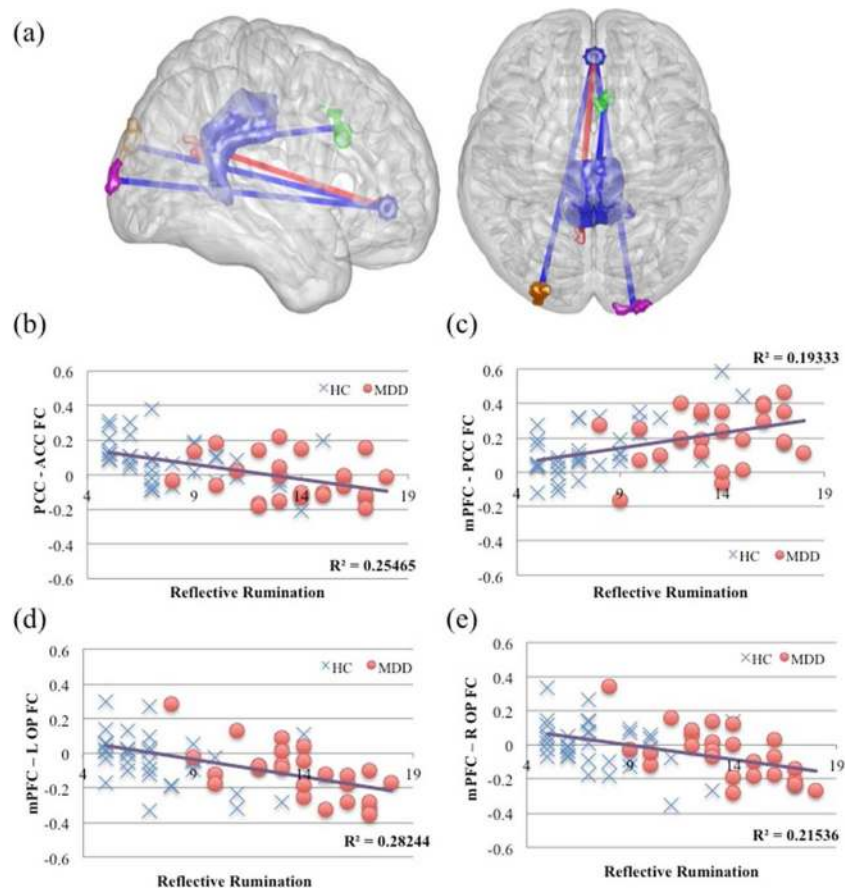 (a)
(b)
(c)
R² = 0.19333
0.6
0.4
0.2
0
-0.2
-0.4
-0.6
4
9
14
19
HC
MDD
PCC - ACC FC
R² = 0.25465
Reflective Rumination
0.6
0.4
0.2
0
-0.2
-0.4
-0.6
4
9
14
19
HC
MDD
mPFC - PCC FC
Reflective Rumination
(d)
(e)
0.6
0.4
0.2
0
-0.2
-0.4
-0.6
4
9
14
19
HC
MDD
mPFC – L OP FC
R² = 0.28244
Reflective Rumination
0.6
0.4
0.2
0
-0.2
-0.4
-0.6
4
9
14
19
HC
MDD
mPFC – R OP FC
R² = 0.21536
Reflective Rumination